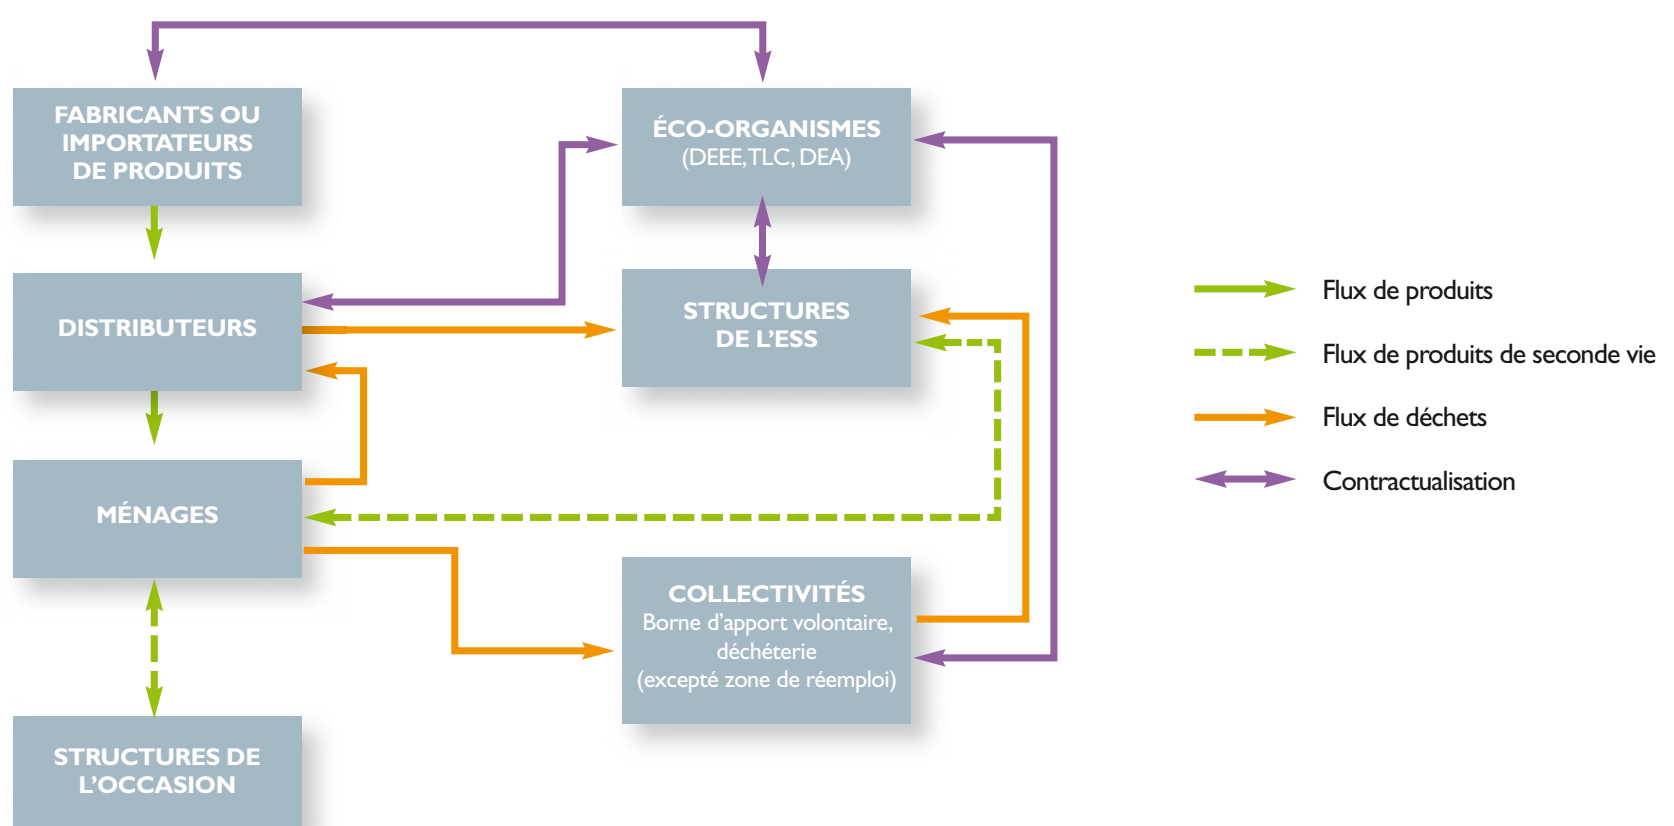 FABRICANTS OU
IMPORTATEURS
DE PRODUITS
ÉCO-ORGANISMES
(DEEE, TLC, DEA)
DISTRIBUTEURS
STRUCTURES
DE L’ESS
MÉNAGES
COLLECTIVITÉS
Borne d’apport volontaire,
déchéterie
(excepté zone de réemploi)
STRUCTURES DE
L’OCCASION
Flux de produits
Flux de produits de seconde vie
Flux de déchets
Contractualisation